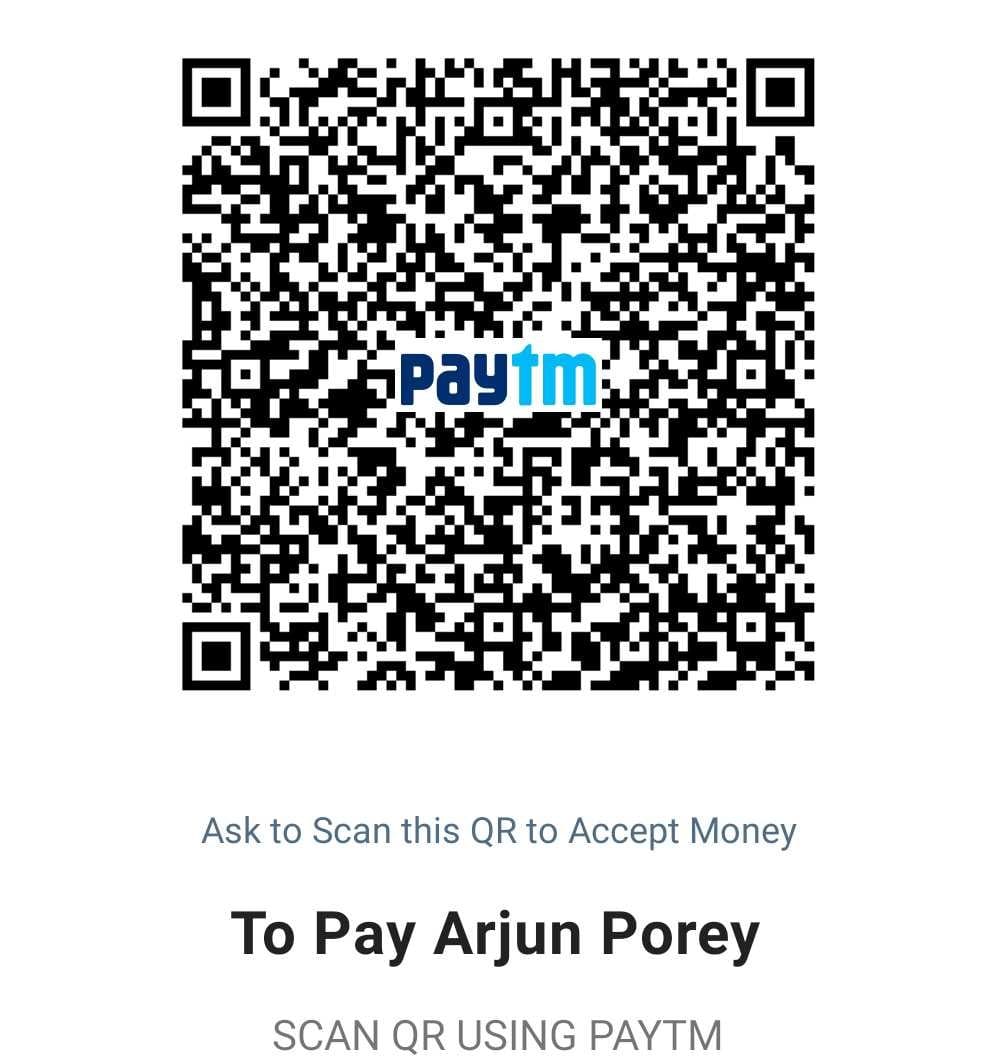 paytm
Ask to Scan this QR to Accept Money
To Pay Arjun Porey
SCAN QR USING PAYTM